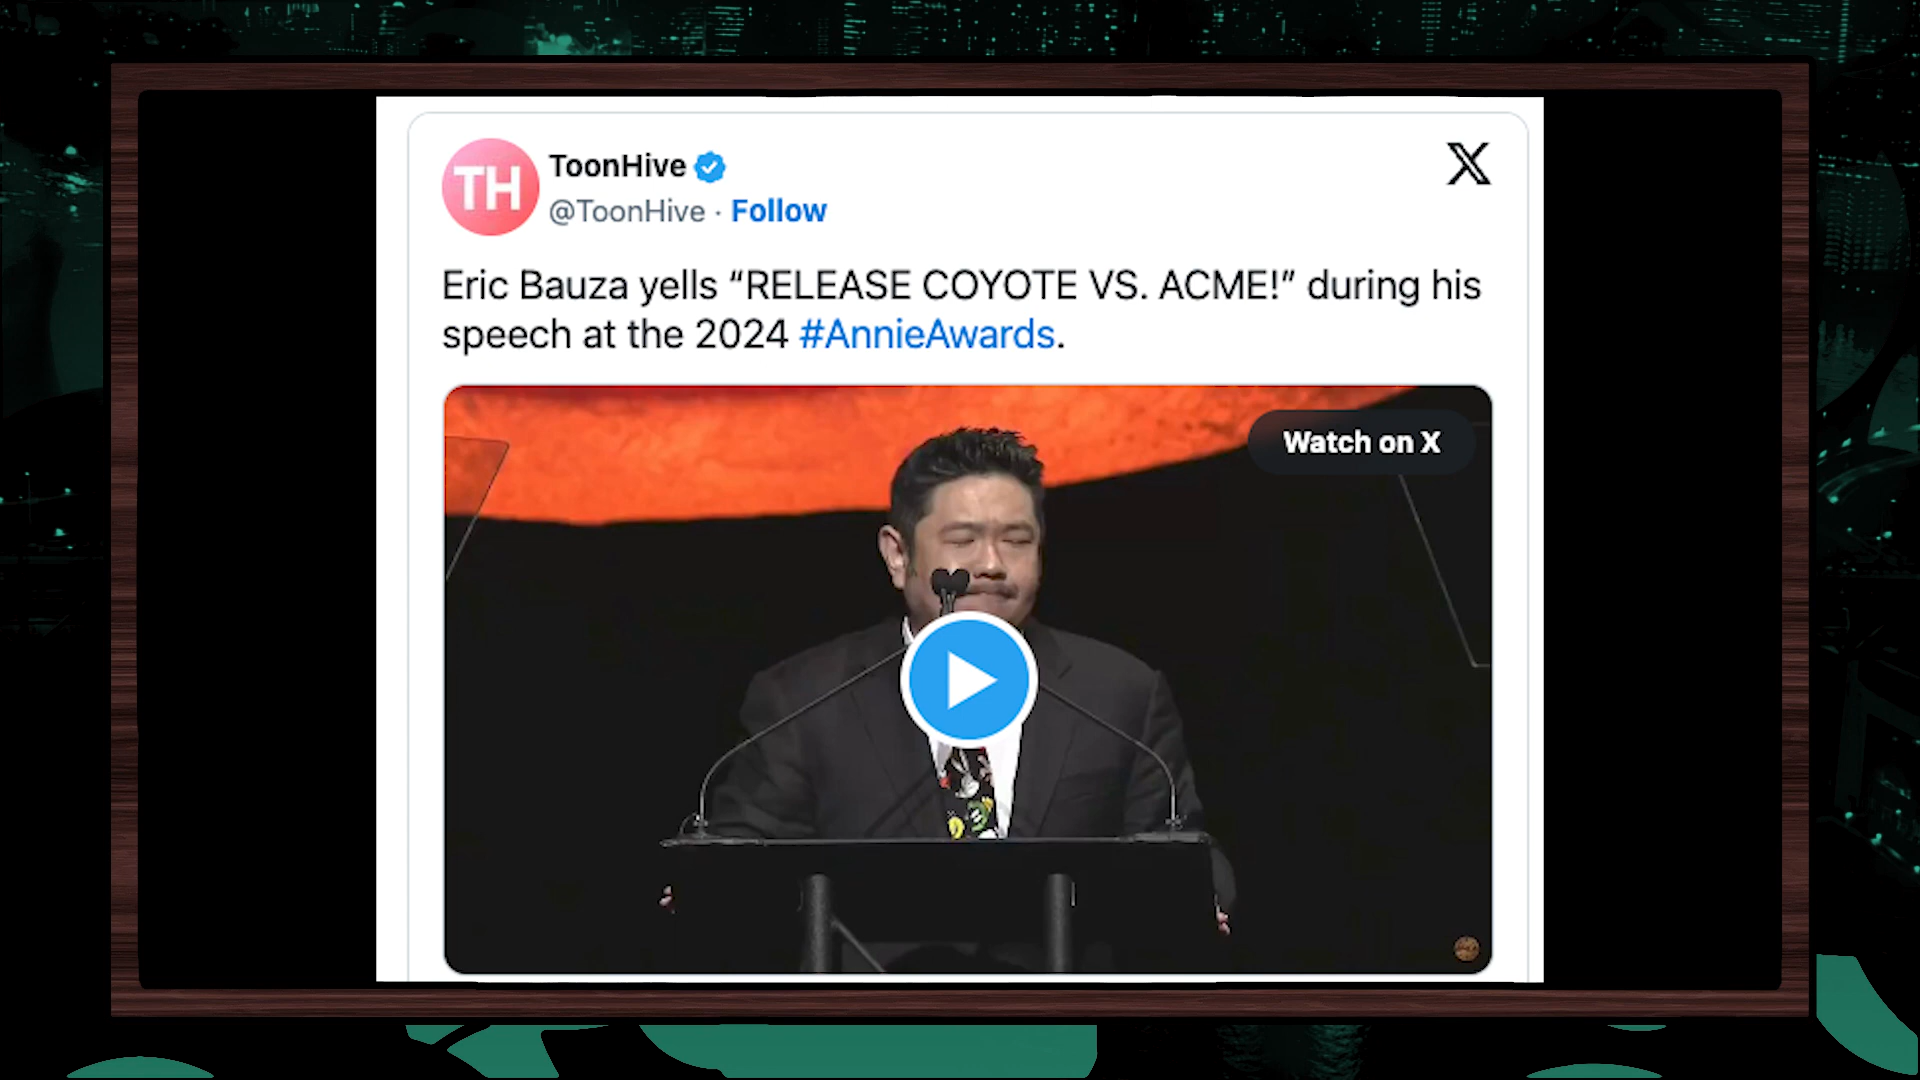 TH
ToonHive
@ToonHive · Follow
X
Eric Bauza yells “RELEASE COYOTE VS. ACME!” during his
speech at the 2024 #AnnieAwards.
Watch on X